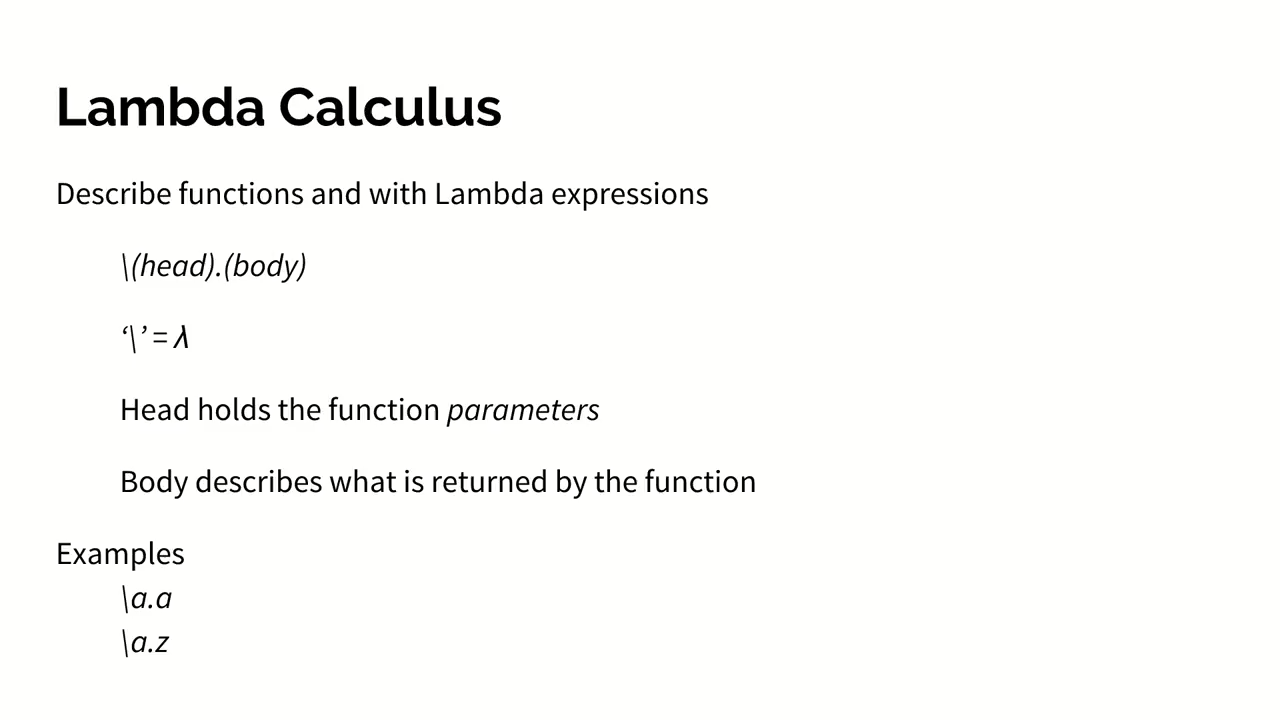 Lambda Calculus
Describe functions and with Lambda expressions
\(head).(body)
‘\’ = λ
Head holds the function parameters
Body describes what is returned by the function
Examples
\a.a
\a.z